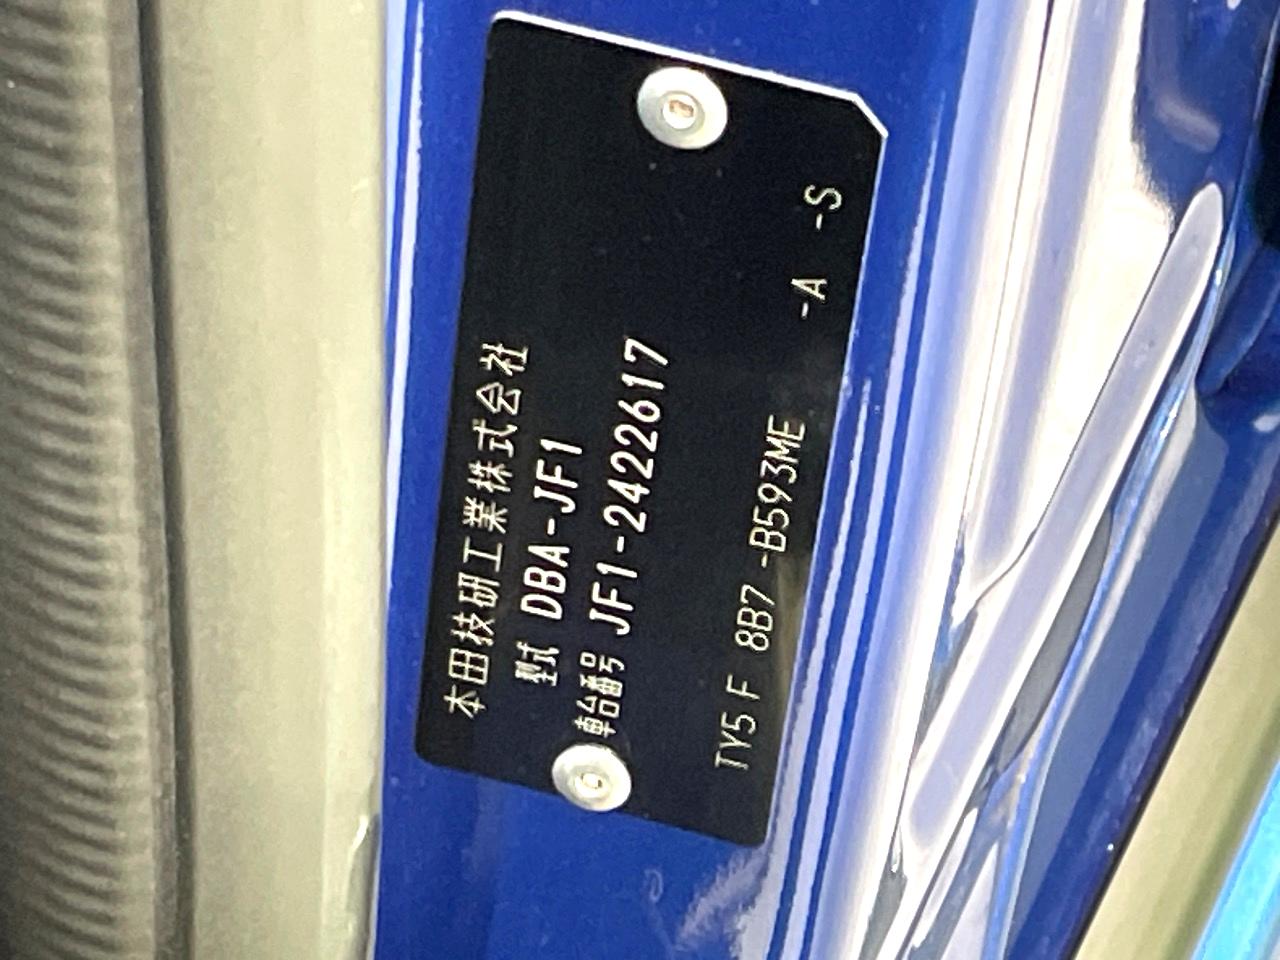 本田技研工業株式会社
型式 DBA-JF1
車台番号 JF1-2422617
TY5 F 8B7 -B593ME -A -S